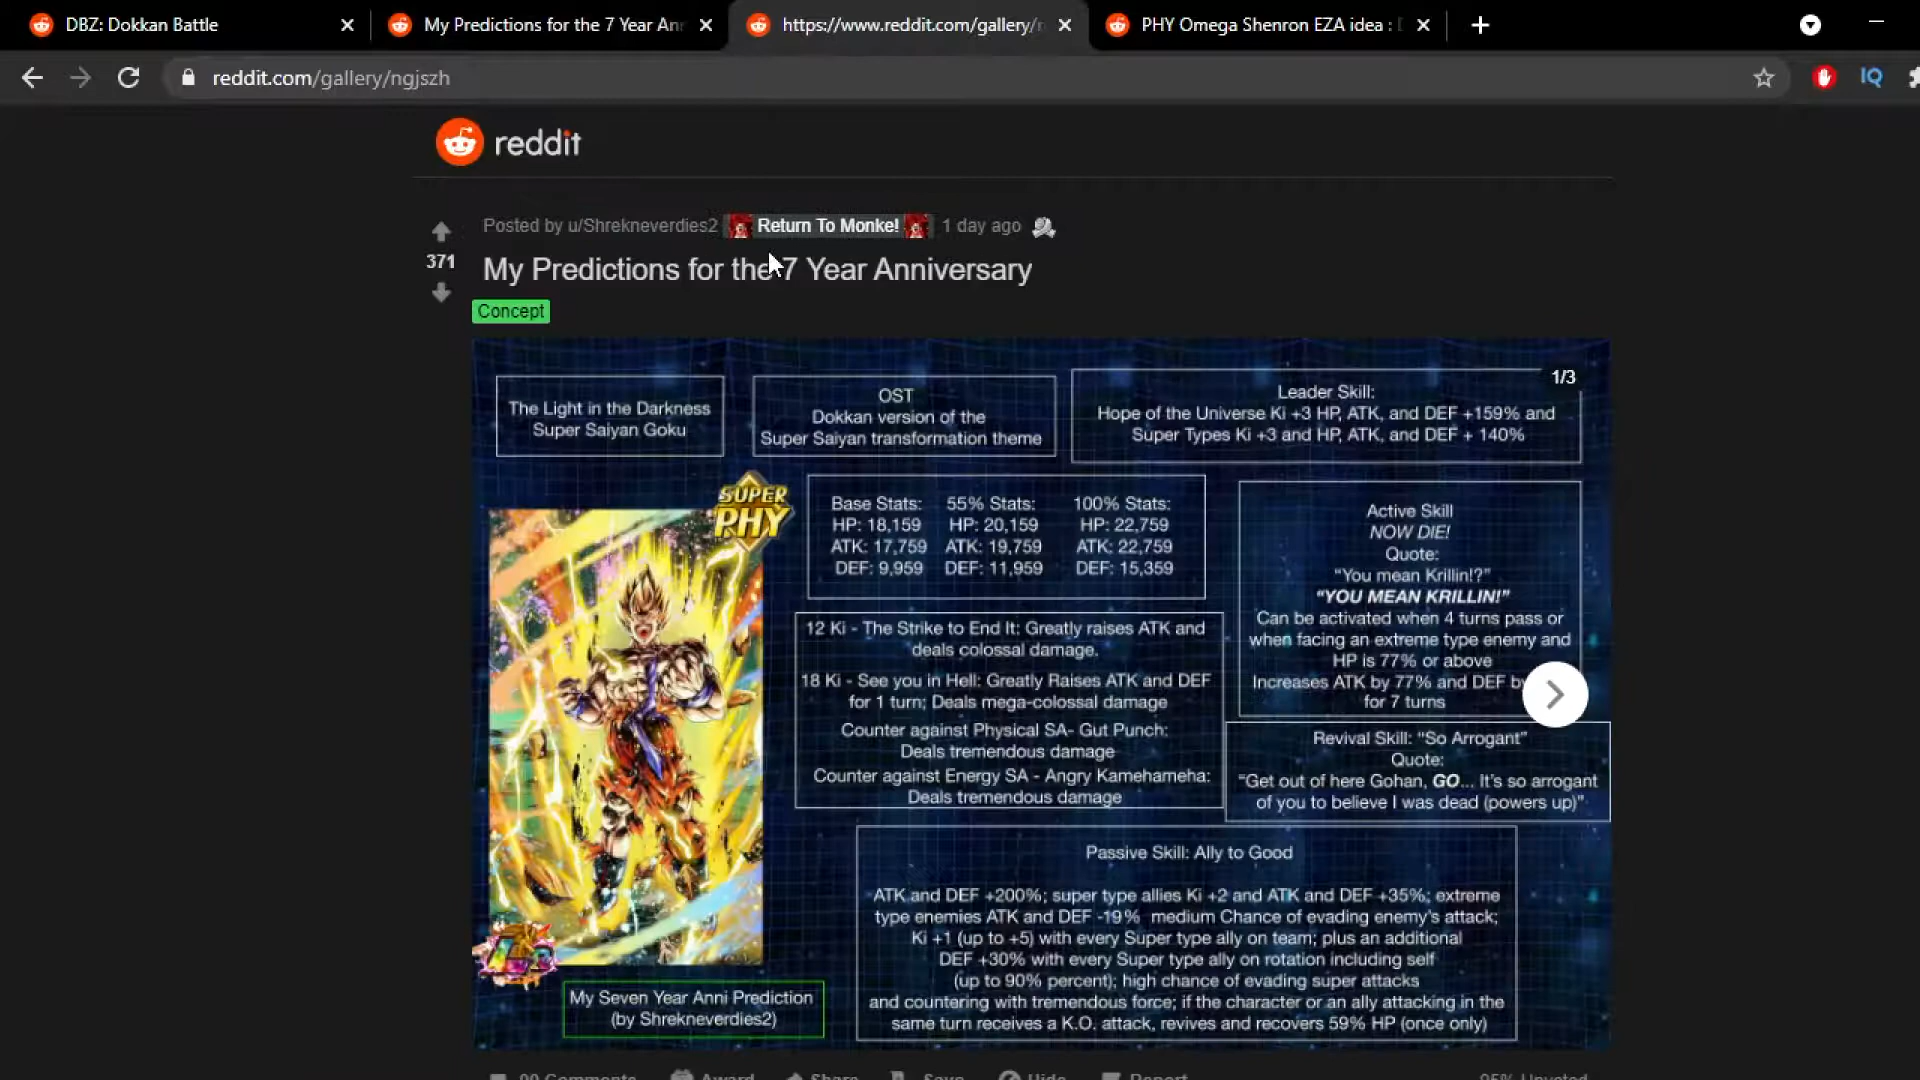 DBZ: Dokkan Battle
My Predictions for the 7 Year An
https://www.reddit.com/gallery/
PHY Omega Shenron EZA idea :
reddit.com/gallery/ngjszh
IQ
reddit
Posted by u/Shrekneverdies2 Return To Monke! 1 day ago
371
My Predictions for the 7 Year Anniversary
Concept
1/3
The Light in the Darkness
Super Saiyan Goku
OST
Dokkan version of the
Super Saiyan transformation theme
Leader Skill:
Hope of the Universe Ki +3 HP, ATK, and DEF +159% and
Super Types Ki +3 and HP, ATK, and DEF + 140%
SUPER
PHY
Base Stats: 55% Stats: 100% Stats:
HP: 18,159 HP: 20,159 HP: 22,759
ATK: 17,759 ATK: 19,759 ATK: 22,759
DEF: 9,959 DEF: 11,959 DEF: 15,359
Active Skill
NOW DIE!
Quote:
"You mean Krillin!?"
"YOU MEAN KRILLIN!"
Can be activated when 4 turns pass or
when facing an extreme type enemy and
HP is 77% or above
Increases ATK by 77% and DEF by
for 7 turns
12 Ki - The Strike to End It: Greatly raises ATK and
deals colossal damage.
18 Ki - See you in Hell: Greatly Raises ATK and DEF
for 1 turn; Deals mega-colossal damage
Counter against Physical SA- Gut Punch:
Deals tremendous damage
Counter against Energy SA - Angry Kamehameha:
Deals tremendous damage
Revival Skill: "So Arrogant"
Quote:
"Get out of here Gohan, GO... It's so arrogant
of you to believe I was dead (powers up)"
Passive Skill: Ally to Good
ATK and DEF +200%; super type allies Ki +2 and ATK and DEF +35%; extreme
type enemies ATK and DEF -19% medium Chance of evading enemy's attack;
Ki +1 (up to +5) with every Super type ally on team; plus an additional
DEF +30% with every Super type ally on rotation including self
(up to 90% percent); high chance of evading super attacks
and countering with tremendous force; if the character or an ally attacking in the
same turn receives a K.O. attack, revives and recovers 59% HP (once only)
LR
My Seven Year Anni Prediction
(by Shrekneverdies2)
Comments Award Share Save Hide Report 95% Upvoted